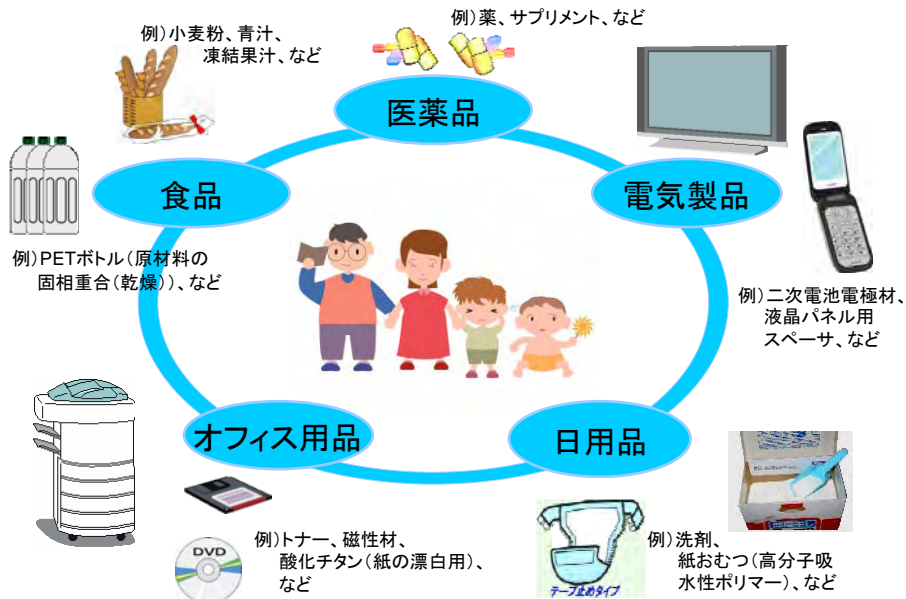 例)薬、サプリメント、など
例)小麦粉、青汁、
凍結果汁、など
医薬品
食品
電気製品
例)PETボトル(原材料の
固相重合(乾燥))、など
例)二次電池電極材、
液晶パネル用
スペーサ、など
オフィス用品
日用品
例)トナー、磁性材、
酸化チタン(紙の漂白用)、
など
DVD
例)洗剤、
紙おむつ(高分子吸
水性ポリマー)、など
テープ止めタイプ